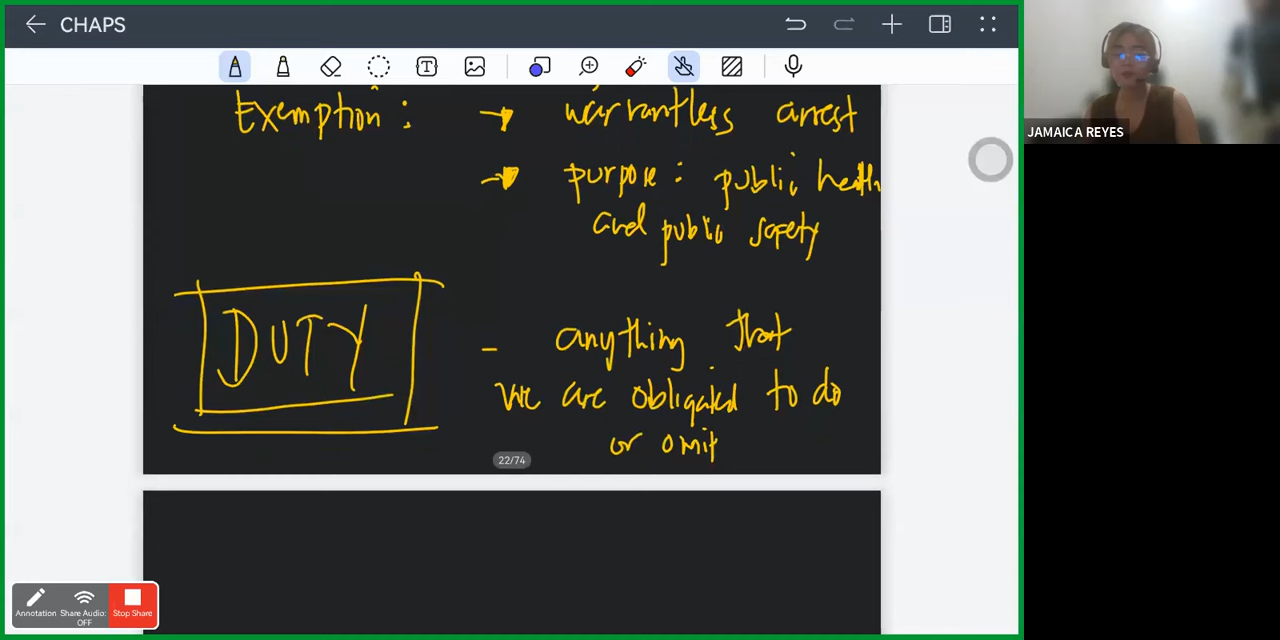 CHAPS
JAMAICA REYES
Exemption : → warrantless arrest
→ purpose : public health
and public safety
DUTY - anything that
we are obligated to do
or omit
22/74
Annotation Share Audio: OFF Stop Share